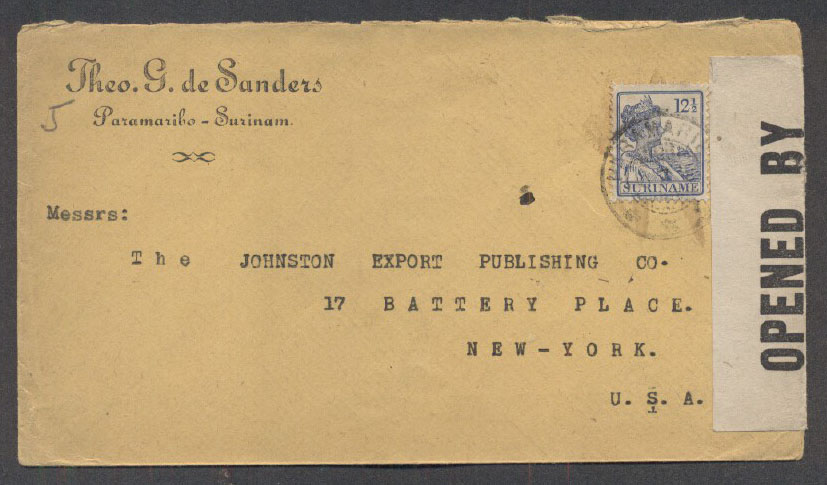 Theo. G. de Sanders
Paramaribo - Surinam.
5
12½
SURINAME
OPENED BY
Messrs:
The JOHNSTON EXPORT PUBLISHING CO.
17 BATTERY PLACE.
NEW-YORK.
U. S. A.